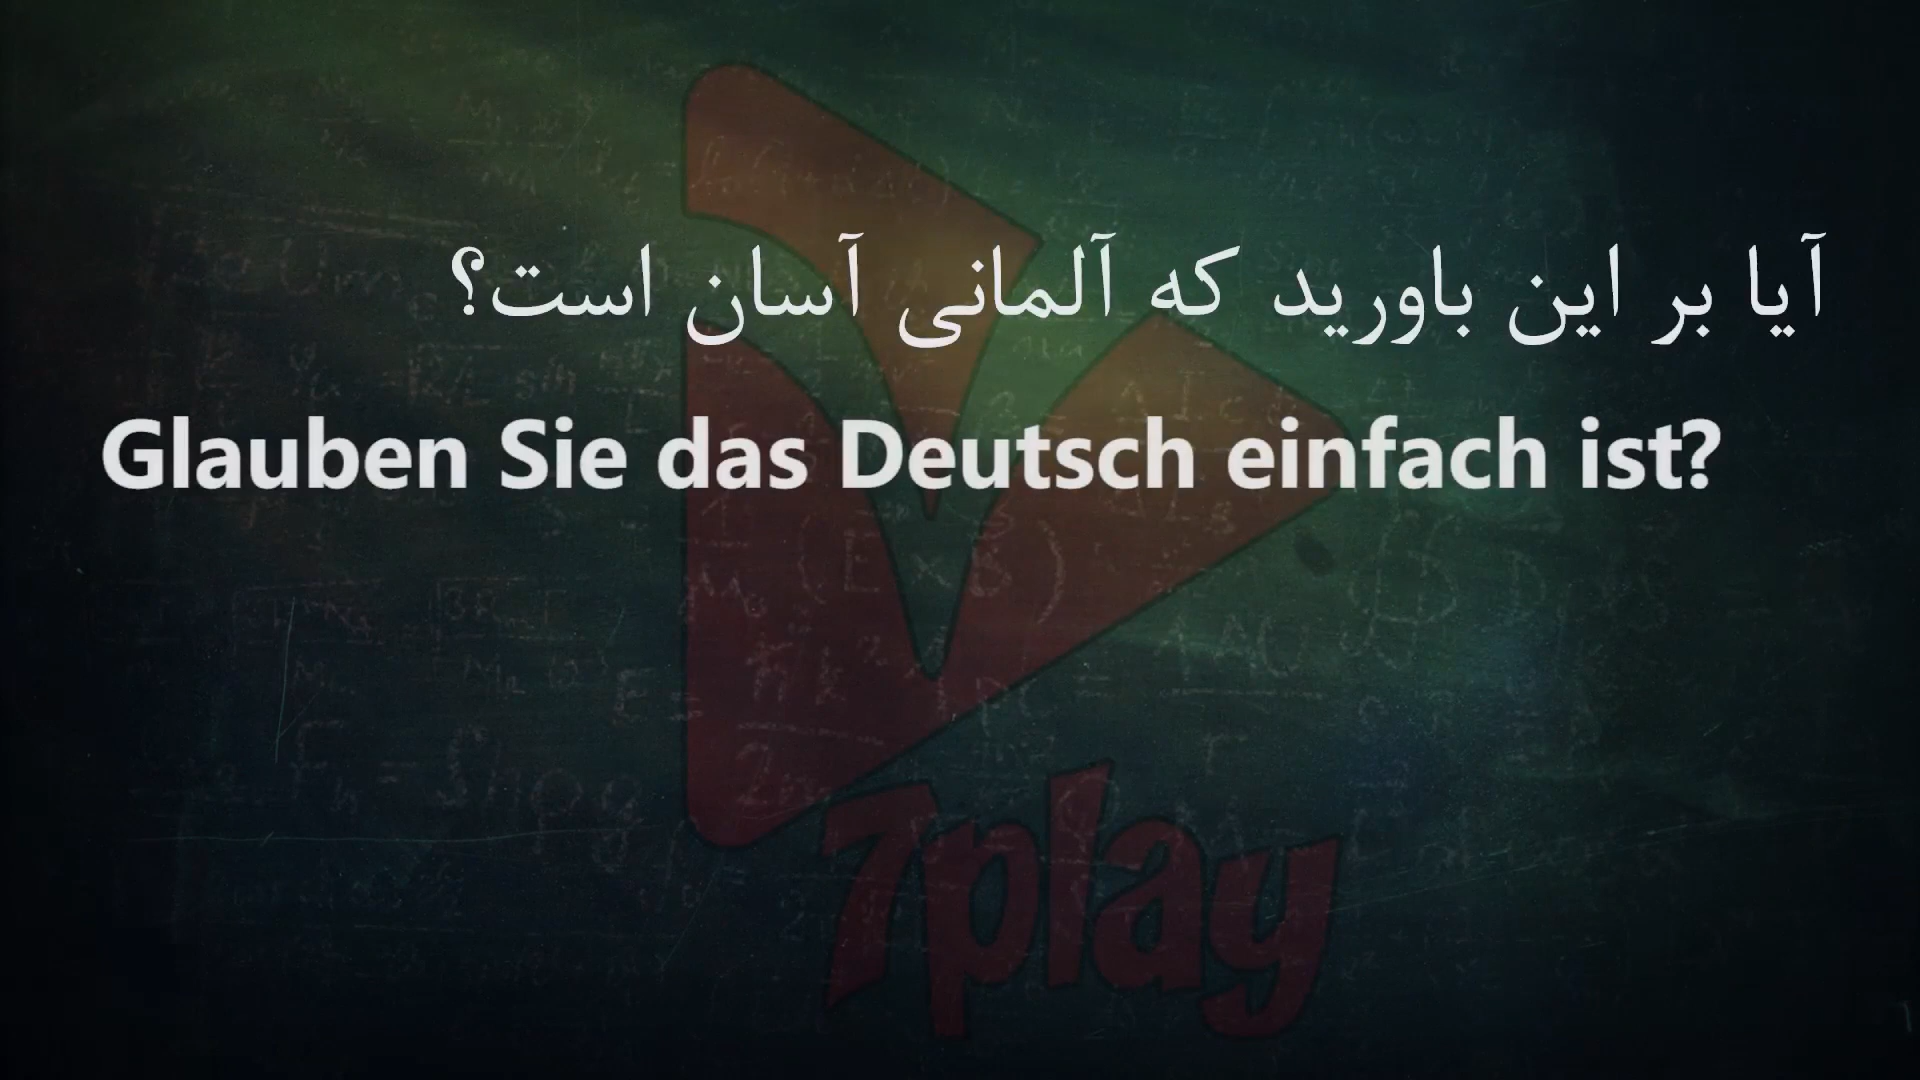 آیا بر این باورید که آلمانی آسان است؟
Glauben Sie das Deutsch einfach ist?
7play